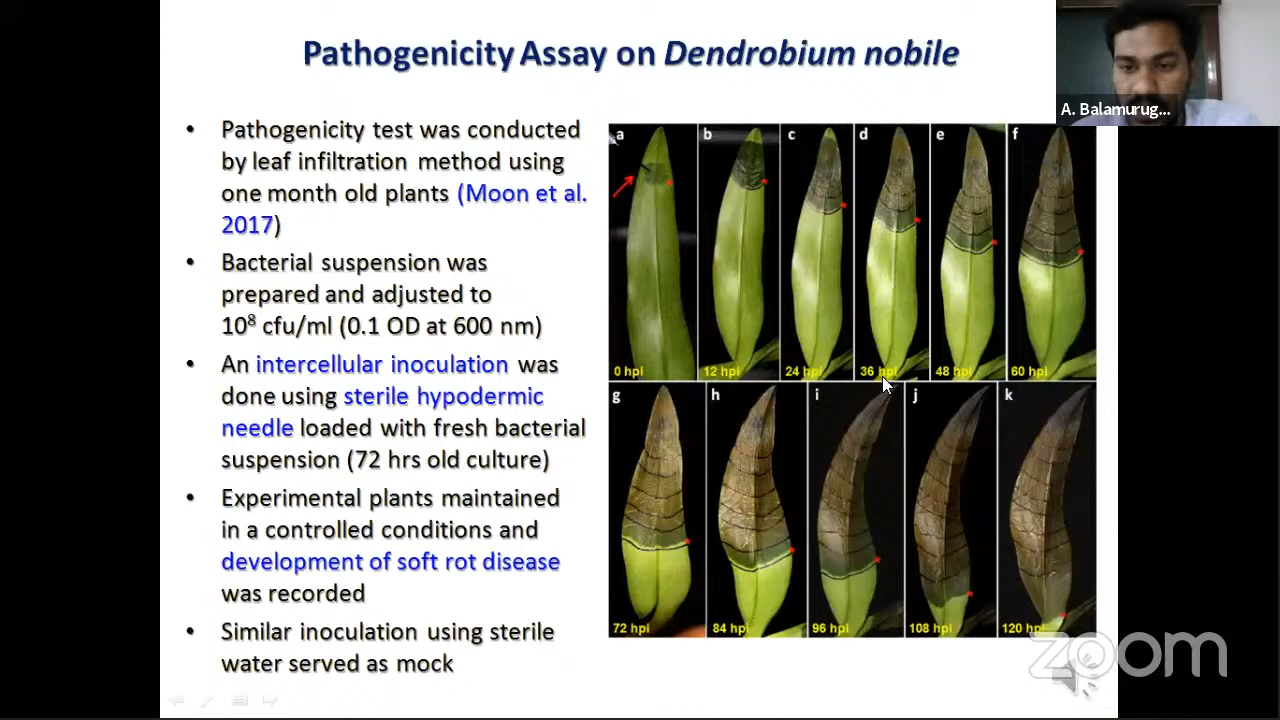 Pathogenicity Assay on Dendrobium nobile
A. Balamurug...
• Pathogenicity test was conducted
by leaf infiltration method using
one month old plants (Moon et al.
2017)
• Bacterial suspension was
prepared and adjusted to
10⁸ cfu/ml (0.1 OD at 600 nm)
• An intercellular inoculation was
done using sterile hypodermic
needle loaded with fresh bacterial
suspension (72 hrs old culture)
• Experimental plants maintained
in a controlled conditions and
development of soft rot disease
was recorded
• Similar inoculation using sterile
water served as mock
a b c d e f
0 hpi 12 hpi 24 hpi 36 hpi 48 hpi 60 hpi
g h i j k
72 hpi 84 hpi 96 hpi 108 hpi 120 hpi
zoom